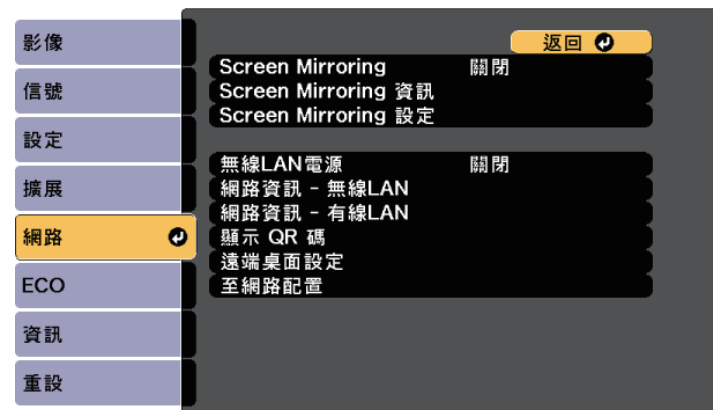 影像
信號
設定
擴展
網路
ECO
資訊
重設
返回
Screen Mirroring 關閉
Screen Mirroring 資訊
Screen Mirroring 設定
無線LAN電源 關閉
網路資訊 - 無線LAN
網路資訊 - 有線LAN
顯示 QR 碼
遠端桌面設定
至網路配置